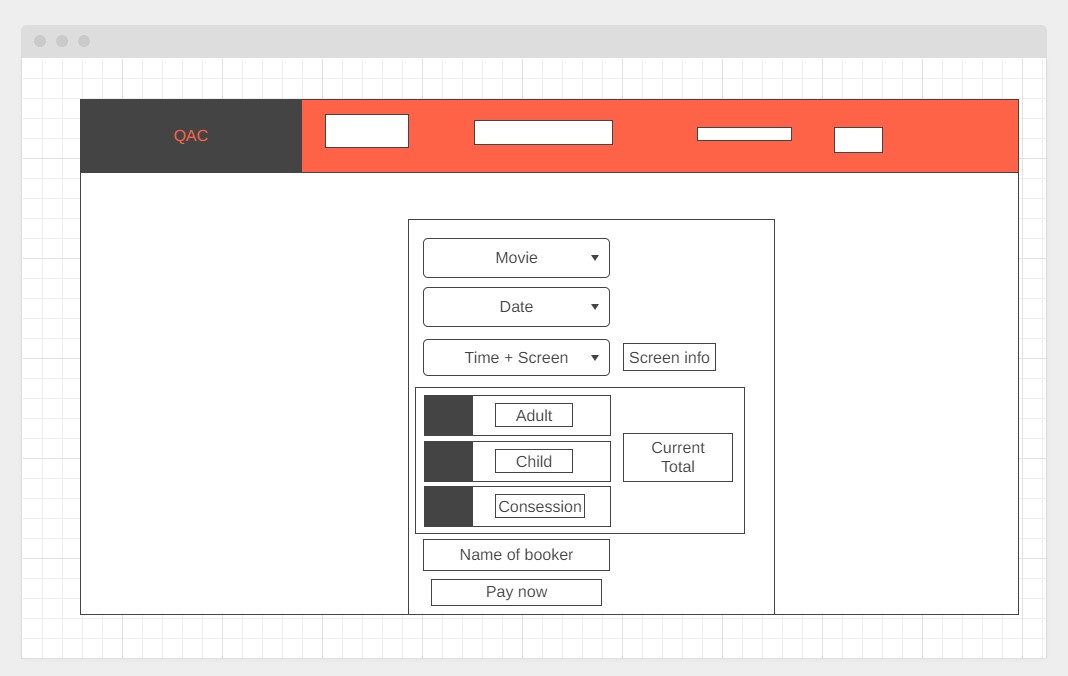 QAC
Movie
Date
Time + Screen
Screen info
Adult
Child
Consession
Current
Total
Name of booker
Pay now